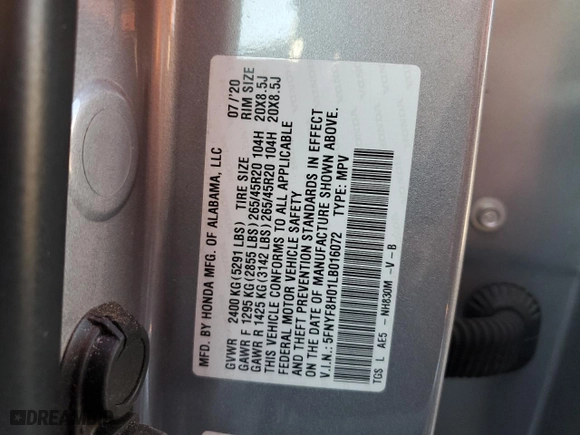 MFD. BY HONDA MFG. OF ALABAMA, LLC 07/'20
GVWR 2400 KG(5291 LBS) TIRE SIZE RIM SIZE
GAWR F 1295 KG(2855 LBS)265/45R20 104H 20X8.5J
GAWR R 1425 KG(3142 LBS)265/45R20 104H 20X8.5J
THIS VEHICLE CONFORMS TO ALL APPLICABLE
FEDERAL MOTOR VEHICLE SAFETY
AND THEFT PREVENTION STANDARDS IN EFFECT
ON THE DATE OF MANUFACTURE SHOWN ABOVE.
V.I.N.: 5FNYF8H01LB016072 TYPE: MPV
TGS L AE5 - NH830M -V -B
DREAMBID